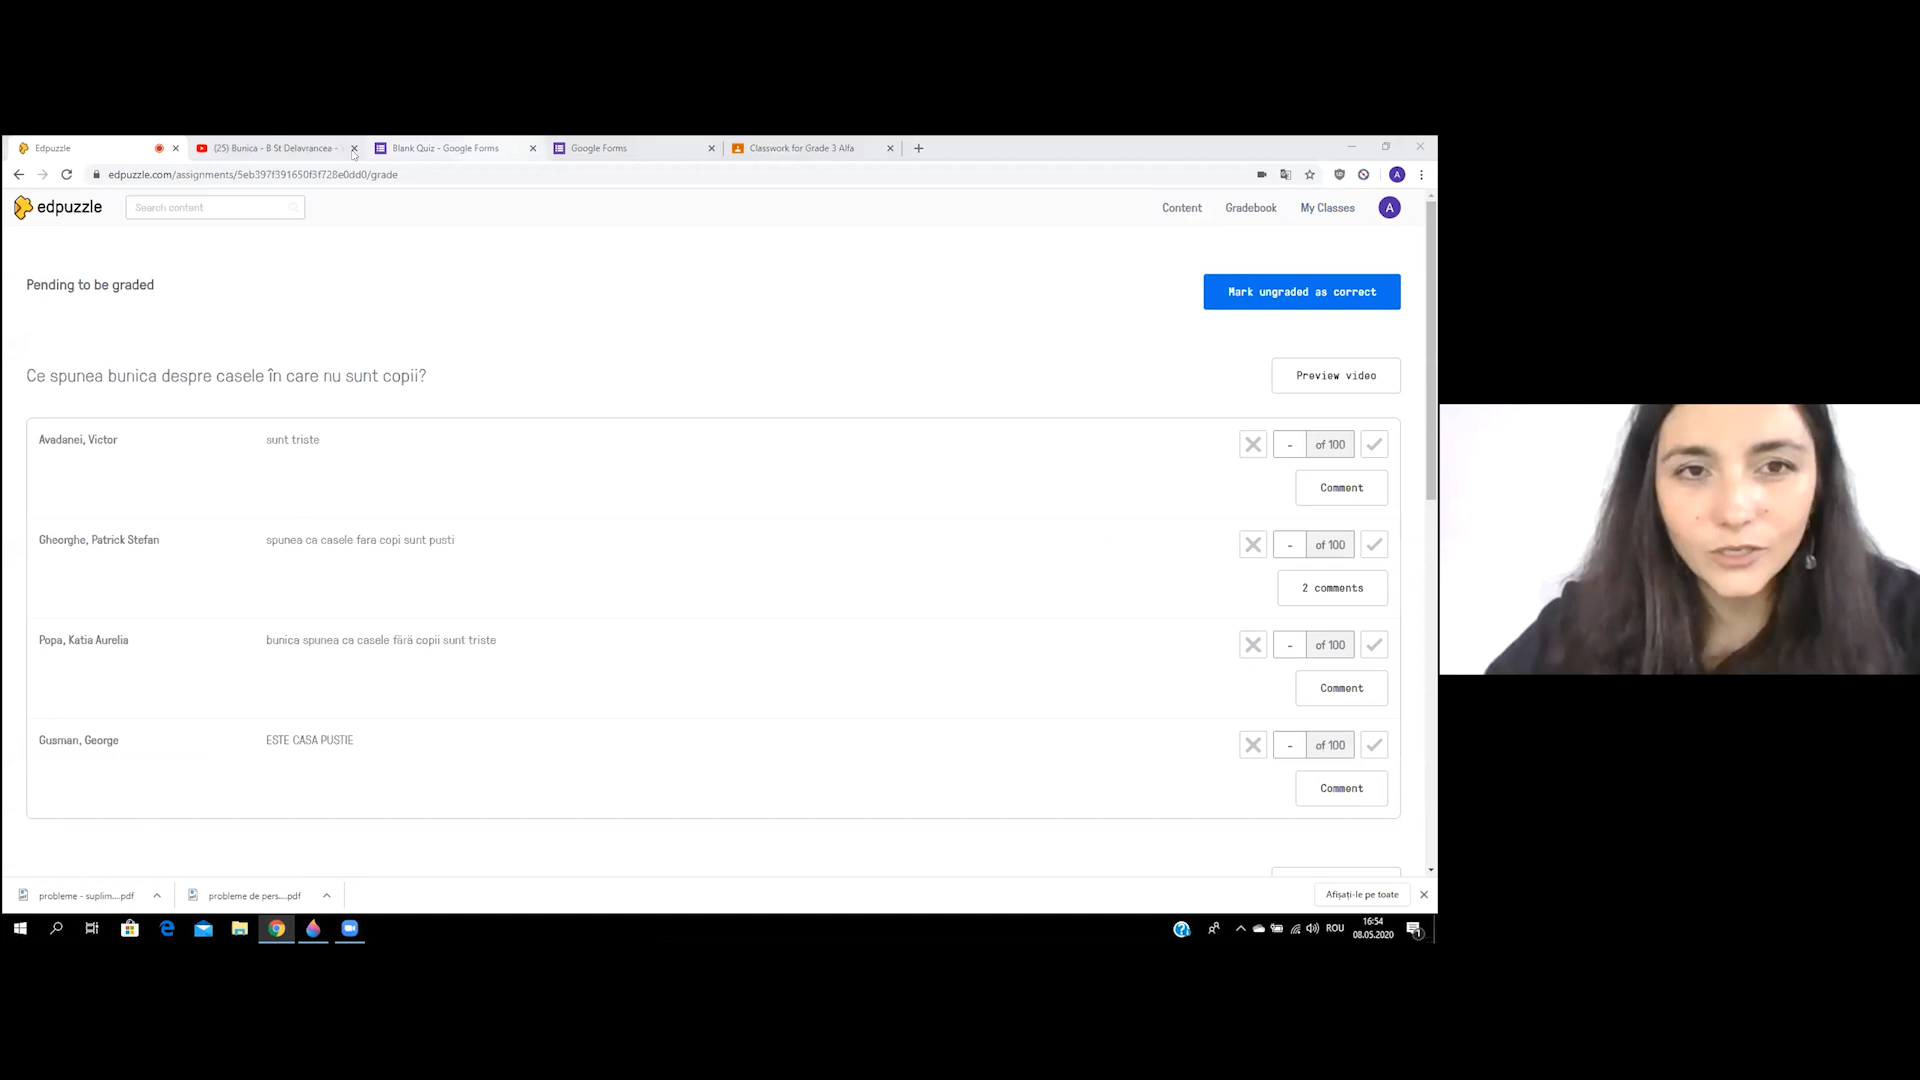 Edpuzzle
(25) Bunica - B St Delavrancea -
Blank Quiz - Google Forms
Google Forms
Classwork for Grade 3 Alfa
edpuzzle.com/assignments/5eb397f391650f3f728e0dd0/grade
A
edpuzzle
Search content
Content
Gradebook
My Classes
A
Pending to be graded
Mark ungraded as correct
Ce spunea bunica despre casele în care nu sunt copii?
Preview video
Avadanei, Victor
sunt triste
- of 100
Comment
Gheorghe, Patrick Stefan
spunea ca casele fara copi sunt pusti
- of 100
2 comments
Popa, Katia Aurelia
bunica spunea ca casele fără copii sunt triste
- of 100
Comment
Gusman, George
ESTE CASA PUSTIE
- of 100
Comment
probleme - suplim....pdf
probleme de pers....pdf
Afișați-le pe toate
ROU
16:54
08.05.2020
1